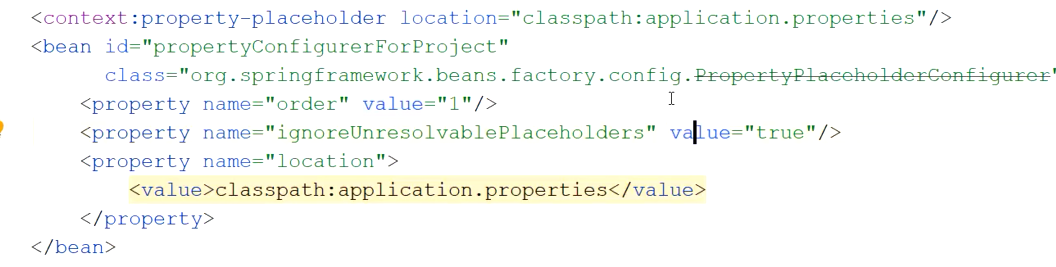 <context:property-placeholder location="classpath:application.properties"/>
<bean id="propertyConfigurerForProject"
class="org.springframework.beans.factory.config.PropertyPlaceholderConfigurer"
<property name="order" value="1"/>
<property name="ignoreUnresolvablePlaceholders" value="true"/>
<property name="location">
<value>classpath:application.properties</value>
</property>
</bean>